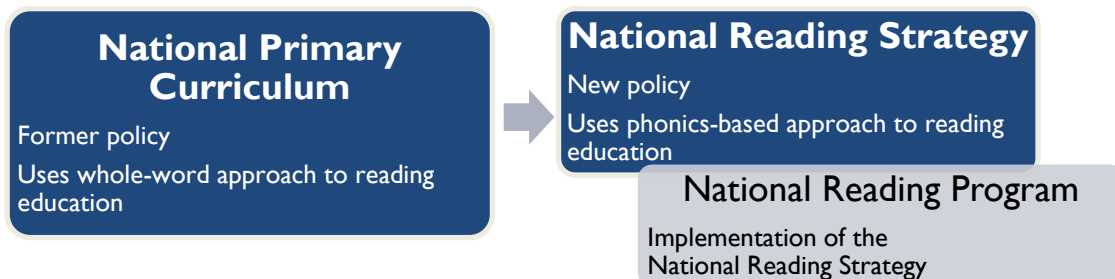 National Primary
Curriculum
Former policy
Uses whole-word approach to reading
education
National Reading Strategy
New policy
Uses phonics-based approach to reading
education
National Reading Program
Implementation of the
National Reading Strategy